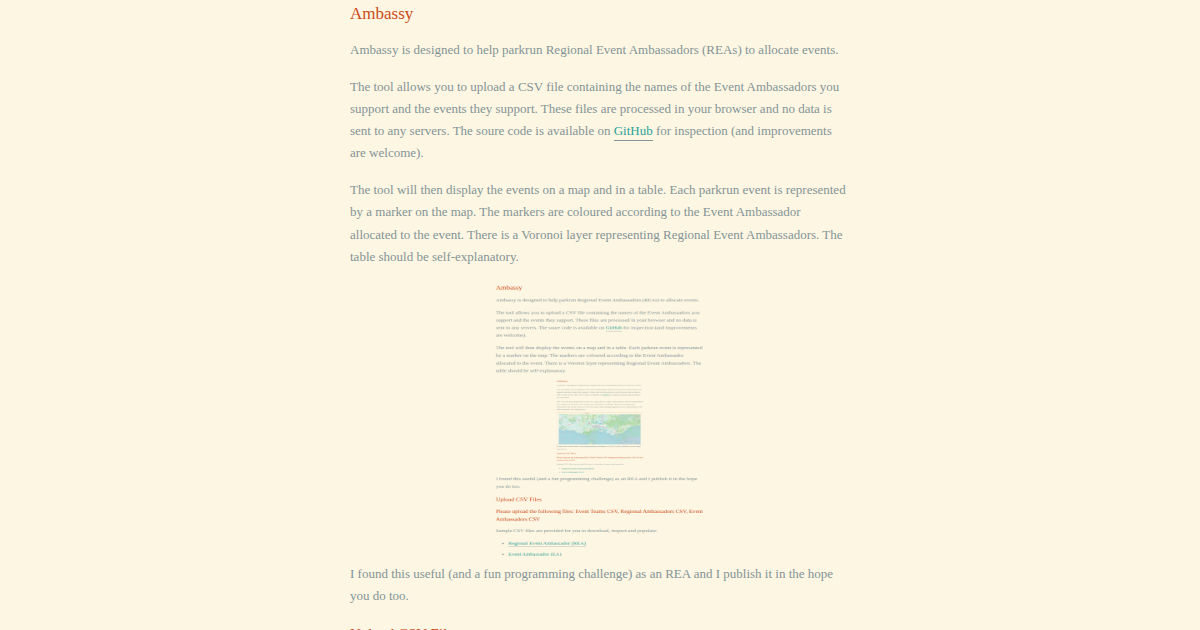 Ambassy
Ambassy is designed to help parkrun Regional Event Ambassadors (REAs) to allocate events.
The tool allows you to upload a CSV file containing the names of the Event Ambassadors you
support and the events they support. These files are processed in your browser and no data is
sent to any servers. The soure code is available on GitHub for inspection (and improvements
are welcome).
The tool will then display the events on a map and in a table. Each parkrun event is represented
by a marker on the map. The markers are coloured according to the Event Ambassador
allocated to the event. There is a Voronoi layer representing Regional Event Ambassadors. The
table should be self-explanatory.
Ambassy
Ambassy is designed to help parkrun Regional Event Ambassadors (REAs) to allocate events.
The tool allows you to upload a CSV file containing the names of the Event Ambassadors you
support and the events they support. These files are processed in your browser and no data is
sent to any servers. The soure code is available on GitHub for inspection (and improvements
are welcome).
The tool will then display the events on a map and in a table. Each parkrun event is represented
by a marker on the map. The markers are coloured according to the Event Ambassador
allocated to the event. There is a Voronoi layer representing Regional Event Ambassadors. The
table should be self-explanatory.
I found this useful (and a fun programming challenge) as an REA and I publish it in the hope
you do too.
Upload CSV Files
Please upload the following files: Event Teams CSV, Regional Ambassadors CSV, Event
Ambassadors CSV
Sample CSV files are provided for you to download, inspect and populate:
Regional Event Ambassador (REA)
Event Ambassador (EA)
I found this useful (and a fun programming challenge) as an REA and I publish it in the hope
you do too.